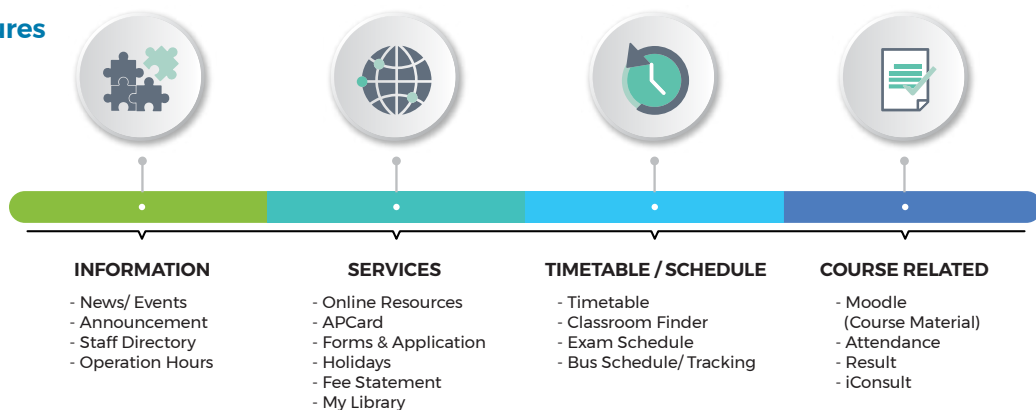 INFORMATION
- News/ Events
- Announcement
- Staff Directory
- Operation Hours
SERVICES
- Online Resources
- APCard
- Forms & Application
- Holidays
- Fee Statement
- My Library
TIMETABLE / SCHEDULE
- Timetable
- Classroom Finder
- Exam Schedule
- Bus Schedule/ Tracking
COURSE RELATED
- Moodle
(Course Material)
- Attendance
- Result
- iConsult